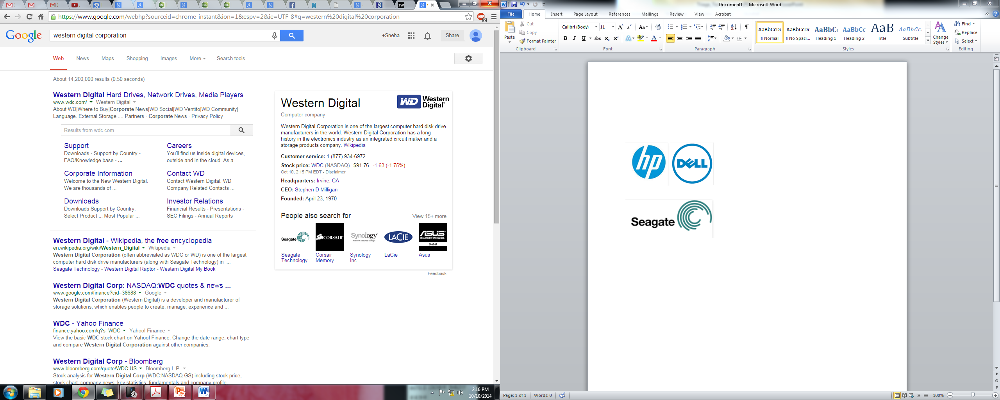 https://www.google.com/webhp?sourceid=chrome-instant&ion=1&espv=2&ie=UTF-8#q=western%20digital%20corporation
ABP
2
Google
western digital corporation
+Sneha
Share
Web News Maps Shopping Images More Search tools
About 14,200,000 results (0.50 seconds)
Western Digital Hard Drives, Network Drives, Media Players
www.wdc.com/ Western Digital
About WD|Where to Buy|Corporate News|WD Social|WD Ventito|WD Community|
Language. External Storage .... Partners · Corporate News · Privacy Policy
Results from wdc.com
Support
Downloads - Support by Country -
FAQ/Knowledge base - ...
Careers
You'll find us inside digital devices,
outside and in the cloud. As a ...
Corporate Information
Welcome to the New Western Digital.
We are thousands of ...
Contact WD
Contact Western Digital. WD
Company Related Contacts ...
Downloads
Downloads Support by Country.
Select Product ... Most Popular ...
Investor Relations
Financial Results - Presentations -
SEC Filings - Annual Reports
Western Digital - Wikipedia, the free encyclopedia
en.wikipedia.org/wiki/Western_Digital Wikipedia
Western Digital Corporation (often abbreviated as WDC or WD) is one of the largest
computer hard disk drive manufacturers (along with Seagate Technology) in ...
Seagate Technology - Western Digital Raptor - Western Digital My Book
Western Digital Corp: NASDAQ:WDC quotes & news ...
www.google.com/finance?cid=38688 Google
Western Digital Corporation (Western Digital) is a developer and manufacturer of
storage solutions, which enables people to create, manage, experience and ...
WDC - Yahoo Finance
finance.yahoo.com/q?s=WDC Yahoo! Finance
View the basic WDC stock chart on Yahoo! Finance. Change the date range, chart type
and compare Western Digital Corporation against other companies.
Western Digital Corp - Bloomberg
www.bloomberg.com/quote/WDC:US Bloomberg L.P.
Stock analysis for Western Digital Corp (WDC:NASDAQ GS) including stock price,
stock chart, company news, key statistics, fundamentals and company profile.
Western Digital
WD Western
Digital
Computer company
Western Digital Corporation is one of the largest computer hard disk drive
manufacturers in the world. Western Digital Corporation has a long
history in the electronics industry as an integrated circuit maker and a
storage products company. Wikipedia
Customer service: 1 (877) 934-6972
Stock price: WDC (NASDAQ) $91.76 -1.63 (-1.75%)
Oct 10, 2:15 PM EDT - Disclaimer
Headquarters: Irvine, CA
CEO: Stephen D Milligan
Founded: April 23, 1970
People also search for View 15+ more
Seagate CORSAIR Synology LACIE ASUS
Network Attached Storage
IN SEARCH OF INCREDIBLE
Global
Seagate
Technology
Corsair
Memory
Synology
Inc.
LaCie
Asus
Feedback
2:16 PM
10/10/2014
Document1 - Microsoft Word
File Home Insert Page Layout References Mailings Review View Acrobat
Paste
Cut
Copy
Format Painter
Clipboard
Calibri (Body) 11
Font
Paragraph
AaBbCcDc AaBbCcDc AaBbC AaBbCc AaB AaBbCc.
¶ Normal ¶ No Spaci... Heading 1 Heading 2 Title Subtitle
Change
Styles
Styles
Find
Replace
Select
Editing
hp
DELL
Seagate
Page: 1 of 1 Words: 0
100%